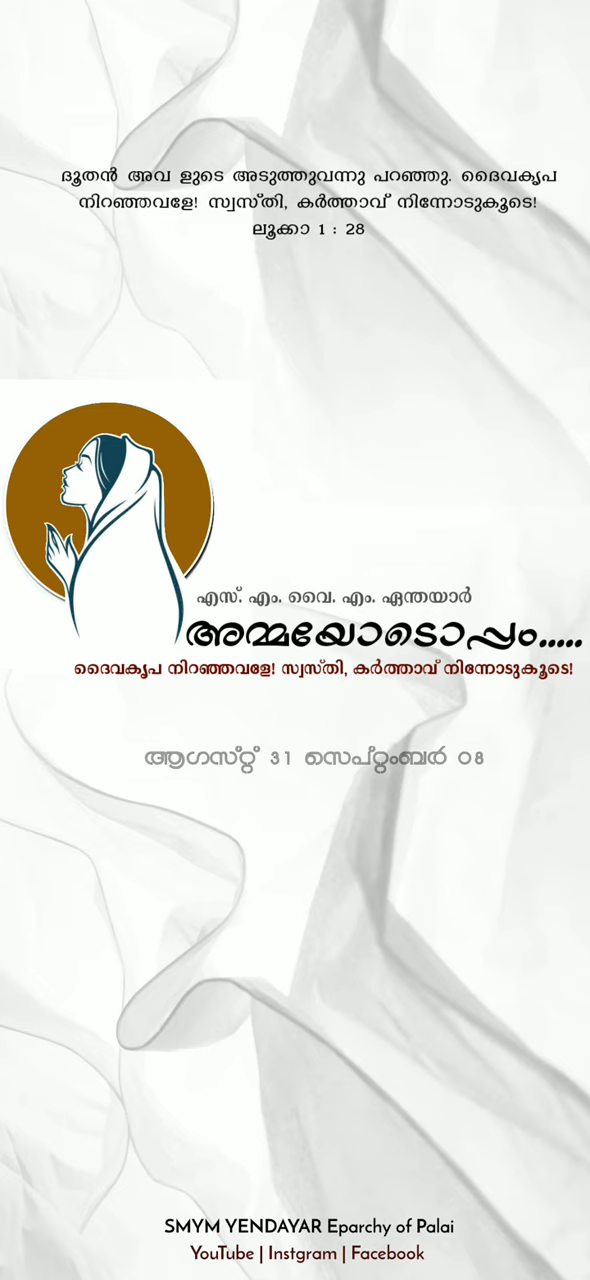 ദൂതൻ അവ ളുടെ അടുത്തുവന്നു പറഞ്ഞു. ദൈവകൃപ
നിറഞ്ഞവളേ! സ്വസ്തി, കർത്താവ് നിന്നോടുകൂടെ!
ലൂക്കാ 1 : 28
എസ്. എം. വൈ. എം. ഏന്തയാർ
അമ്മയോടൊപ്പം.....
ദൈവകൃപ നിറഞ്ഞവളേ! സ്വസ്തി, കർത്താവ് നിന്നോടുകൂടെ!
ആഗസ്റ്റ് 31 സെപ്റ്റംബർ 08
SMYM YENDAYAR Eparchy of Palai
YouTube | Instgram | Facebook